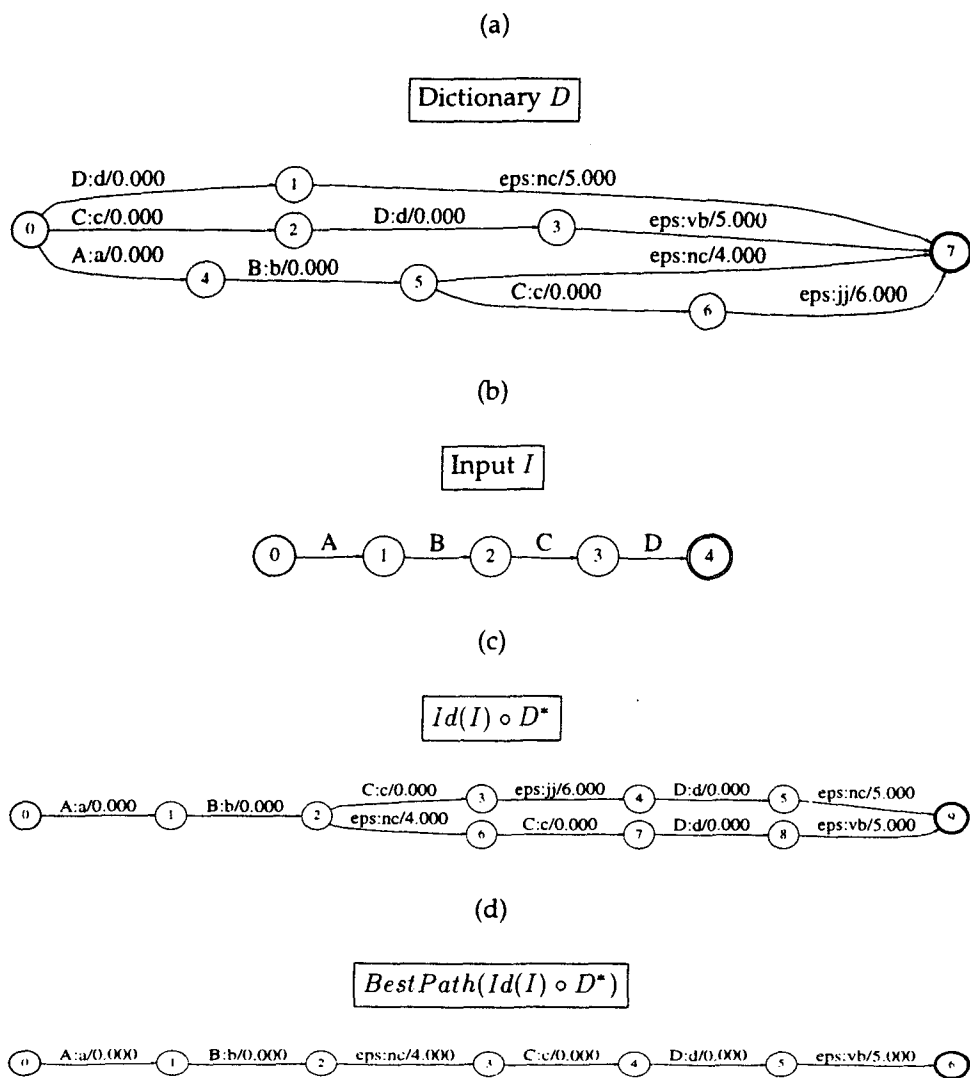 (a)
Dictionary D
D:d/0.000
eps:nc/5.000
1
C:c/0.000
D:d/0.000
eps:vb/5.000
0
2
3
A:a/0.000
B:b/0.000
eps:nc/4.000
7
4
5
C:c/0.000
eps:jj/6.000
6
(b)
Input I
A
B
C
D
0
1
2
3
4
(c)
Id(I) ∘ D*
A:a/0.000
B:b/0.000
C:c/0.000
eps:jj/6.000
D:d/0.000
eps:nc/5.000
3
4
5
0
1
2
9
eps:nc/4.000
C:c/0.000
D:d/0.000
eps:vb/5.000
6
7
8
(d)
BestPath(Id(I) ∘ D*)
A:a/0.000
B:b/0.000
eps:nc/4.000
C:c/0.000
D:d/0.000
eps:vb/5.000
0
1
2
3
4
5
6